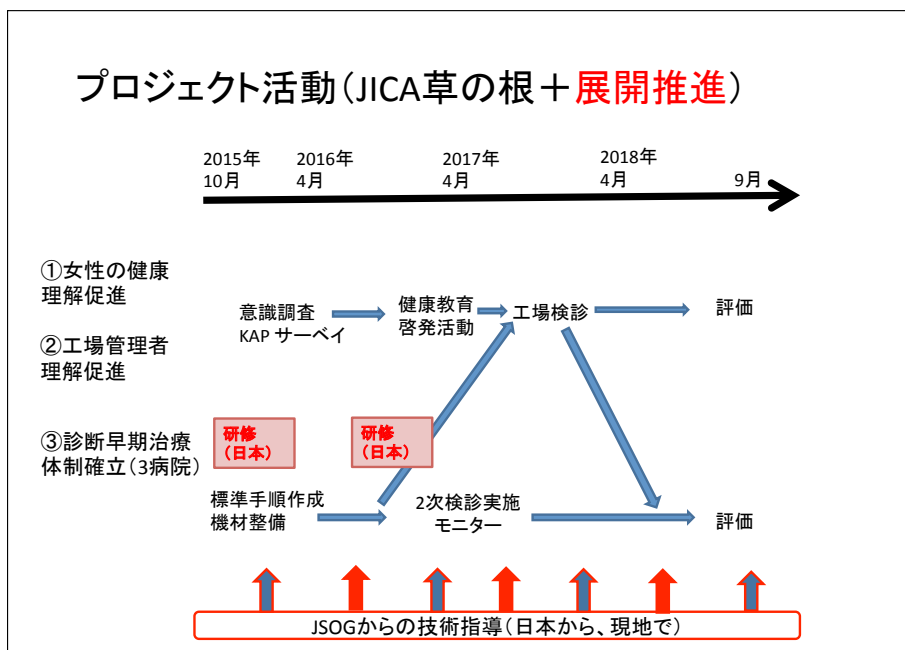 プロジェクト活動(JICA草の根＋展開推進)
2015年
10月
2016年
4月
2017年
4月
2018年
4月
9月
①女性の健康
理解促進
意識調査
KAP サーベイ
健康教育
啓発活動
工場検診
評価
②工場管理者
理解促進
③診断早期治療
体制確立(3病院)
研修
(日本)
研修
(日本)
標準手順作成
機材整備
2次検診実施
モニター
評価
JSOGからの技術指導(日本から、現地で)